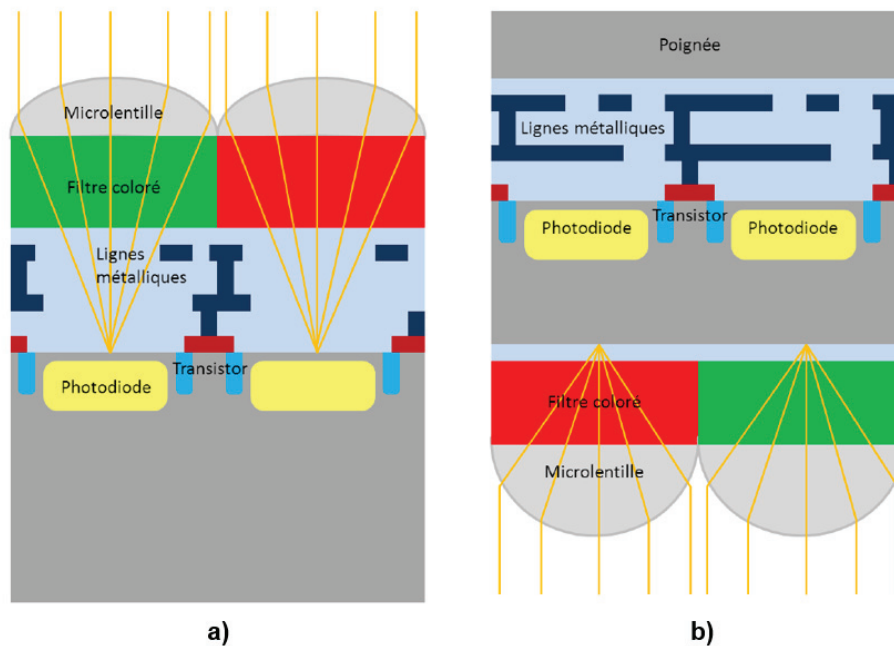 Microlentille
Filtre coloré
Lignes
métalliques
Transistor
Photodiode
a)
Poignée
Lignes métalliques
Transistor
Photodiode
Photodiode
Filtre coloré
Microlentille
b)